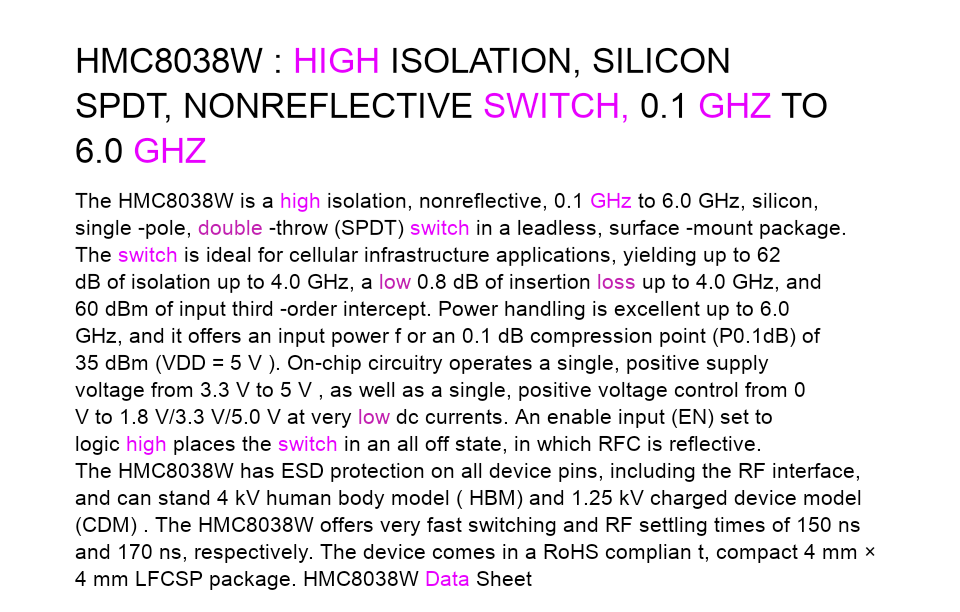 HMC8038W : HIGH ISOLATION, SILICON
SPDT, NONREFLECTIVE SWITCH, 0.1 GHZ TO
6.0 GHZ
The HMC8038W is a high isolation, nonreflective, 0.1 GHz to 6.0 GHz, silicon,
single -pole, double -throw (SPDT) switch in a leadless, surface -mount package.
The switch is ideal for cellular infrastructure applications, yielding up to 62
dB of isolation up to 4.0 GHz, a low 0.8 dB of insertion loss up to 4.0 GHz, and
60 dBm of input third -order intercept. Power handling is excellent up to 6.0
GHz, and it offers an input power f or an 0.1 dB compression point (P0.1dB) of
35 dBm (VDD = 5 V ). On-chip circuitry operates a single, positive supply
voltage from 3.3 V to 5 V , as well as a single, positive voltage control from 0
V to 1.8 V/3.3 V/5.0 V at very low dc currents. An enable input (EN) set to
logic high places the switch in an all off state, in which RFC is reflective.
The HMC8038W has ESD protection on all device pins, including the RF interface,
and can stand 4 kV human body model ( HBM) and 1.25 kV charged device model
(CDM) . The HMC8038W offers very fast switching and RF settling times of 150 ns
and 170 ns, respectively. The device comes in a RoHS complian t, compact 4 mm ×
4 mm LFCSP package. HMC8038W Data Sheet